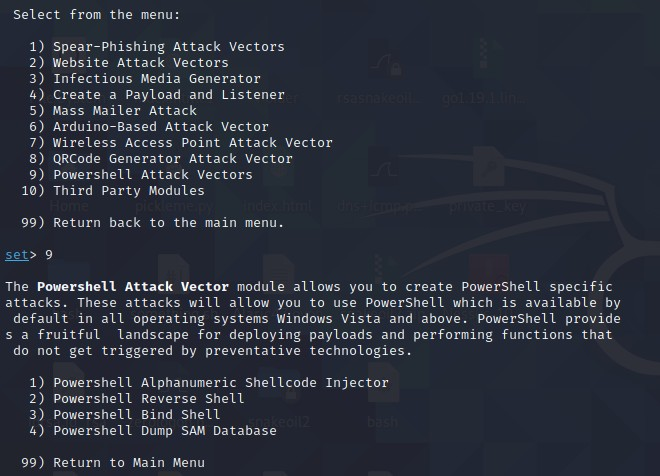 Select from the menu:
1) Spear-Phishing Attack Vectors
2) Website Attack Vectors
3) Infectious Media Generator
4) Create a Payload and Listener
5) Mass Mailer Attack
6) Arduino-Based Attack Vector
7) Wireless Access Point Attack Vector
8) QRCode Generator Attack Vector
9) Powershell Attack Vectors
10) Third Party Modules
99) Return back to the main menu.
set> 9
The Powershell Attack Vector module allows you to create PowerShell specific
attacks. These attacks will allow you to use PowerShell which is available by
default in all operating systems Windows Vista and above. PowerShell provide
s a fruitful  landscape for deploying payloads and performing functions that
do not get triggered by preventative technologies.
1) Powershell Alphanumeric Shellcode Injector
2) Powershell Reverse Shell
3) Powershell Bind Shell
4) Powershell Dump SAM Database
99) Return to Main Menu
Home
index.html
private_key
bash